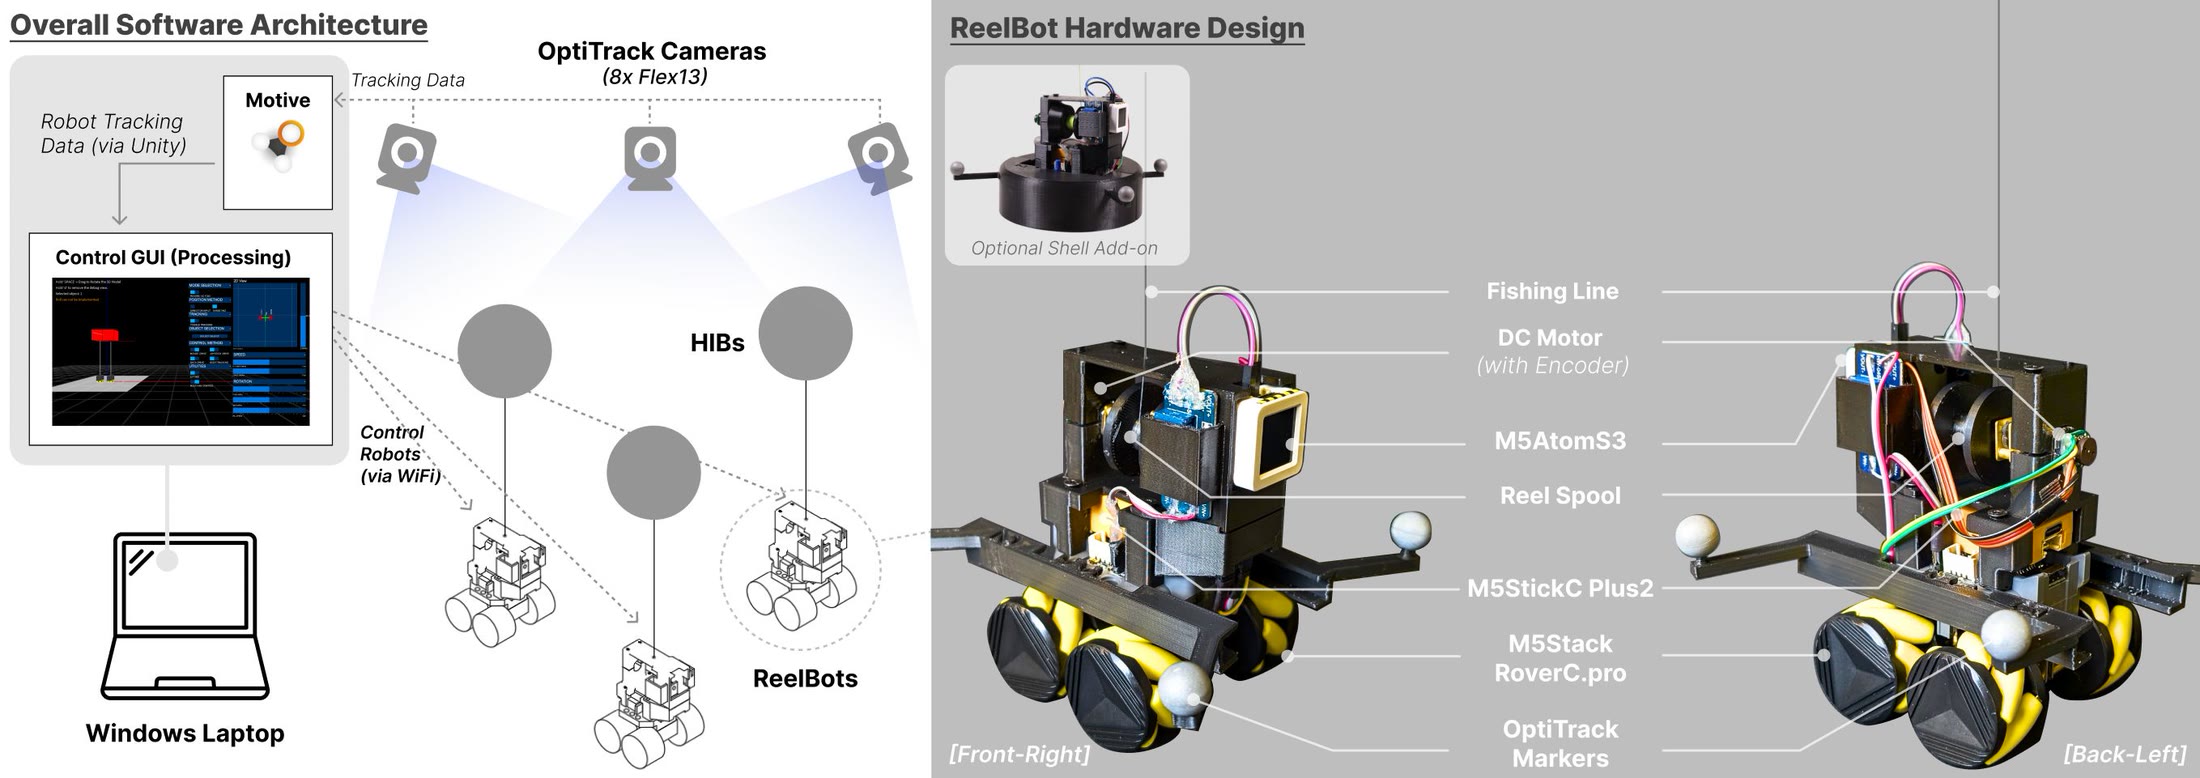 Overall Software Architecture
OptiTrack Cameras
(8x Flex13)
Tracking Data
Motive
Robot Tracking
Data (via Unity)
Control GUI (Processing)
HIBs
Control
Robots
(via WiFi)
ReelBots
Windows Laptop
ReelBot Hardware Design
Optional Shell Add-on
Fishing Line
DC Motor
(with Encoder)
M5AtomS3
Reel Spool
M5StickC Plus2
M5Stack
RoverC.pro
OptiTrack
Markers
[Front-Right]
[Back-Left]